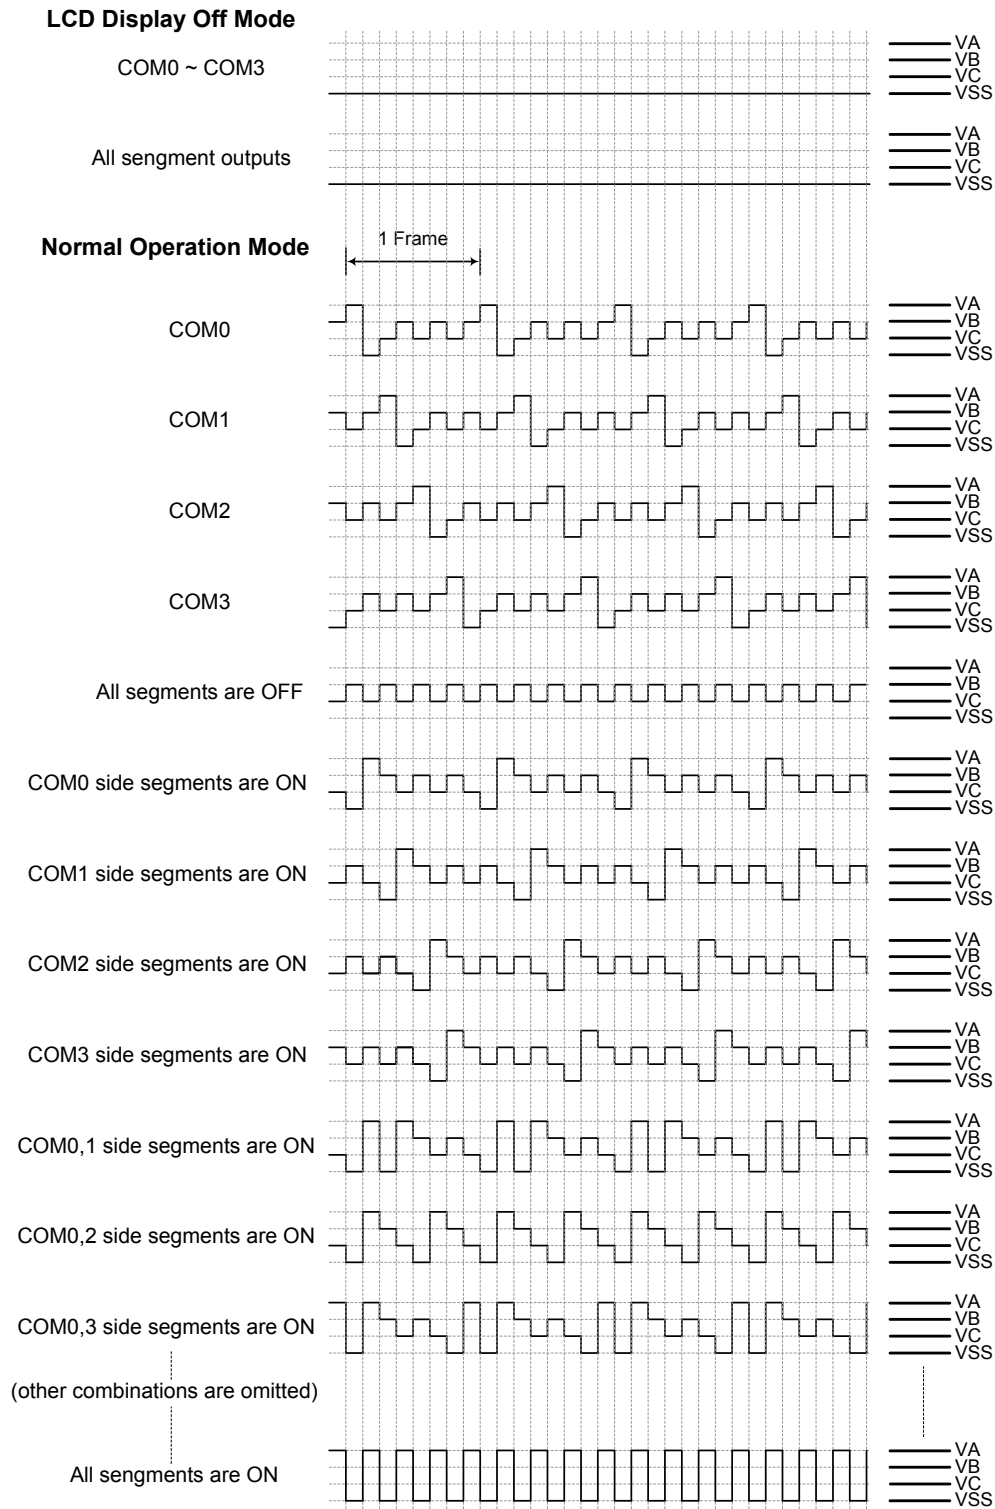 LCD Display Off Mode
COM0 ~ COM3
VA
VB
VC
VSS
All sengment outputs
VA
VB
VC
VSS
Normal Operation Mode
1 Frame
COM0
VA
VB
VC
VSS
COM1
VA
VB
VC
VSS
COM2
VA
VB
VC
VSS
COM3
VA
VB
VC
VSS
All segments are OFF
VA
VB
VC
VSS
COM0 side segments are ON
VA
VB
VC
VSS
COM1 side segments are ON
VA
VB
VC
VSS
COM2 side segments are ON
VA
VB
VC
VSS
COM3 side segments are ON
VA
VB
VC
VSS
COM0,1 side segments are ON
VA
VB
VC
VSS
COM0,2 side segments are ON
VA
VB
VC
VSS
COM0,3 side segments are ON
VA
VB
VC
VSS
(other combinations are omitted)
All sengments are ON
VA
VB
VC
VSS